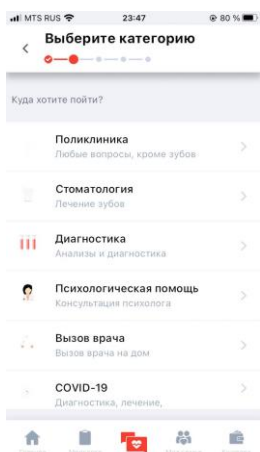 MTS RUS 23:47 80 %
Выберите категорию
Куда хотите пойти?
Поликлиника
Любые вопросы, кроме зубов
Стоматология
Лечение зубов
Диагностика
Анализы и диагностика
Психологическая помощь
Консультация психолога
Вызов врача
Вызов врача на дом
COVID-19
Диагностика, лечение,